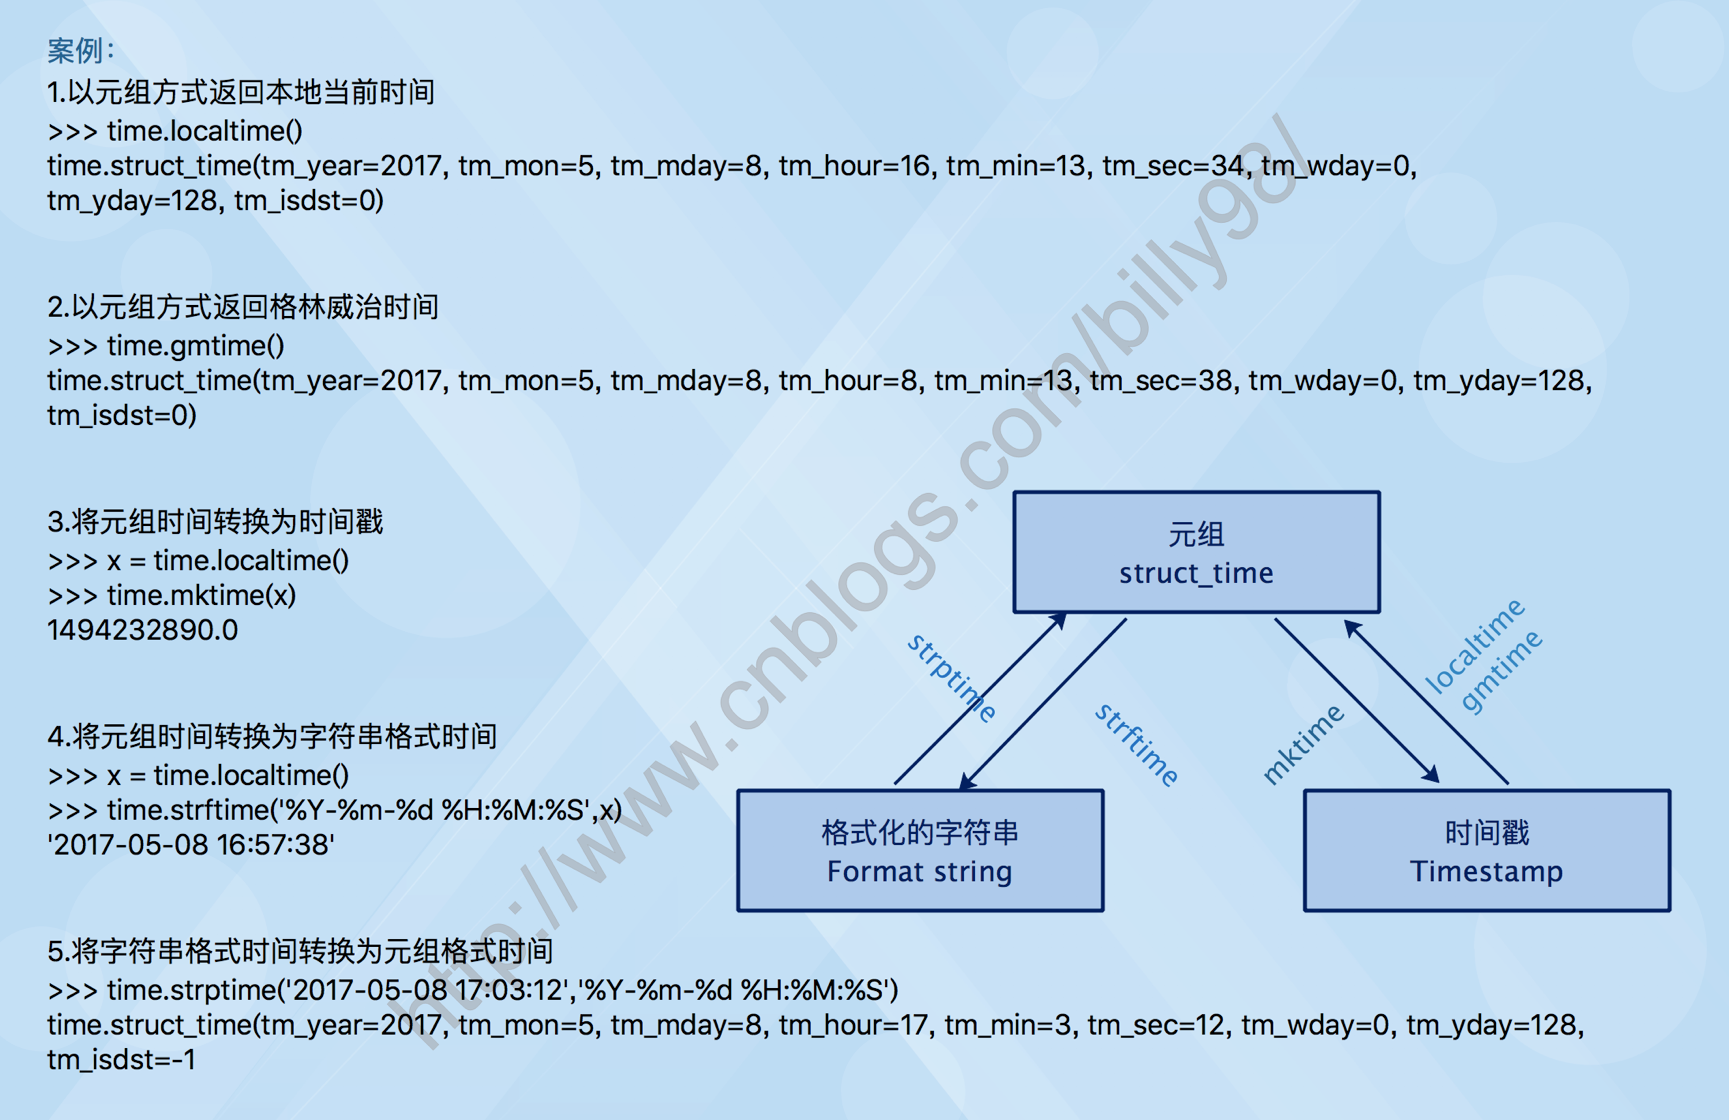 案例：
1.以元组方式返回本地当前时间
>>> time.localtime()
time.struct_time(tm_year=2017, tm_mon=5, tm_mday=8, tm_hour=16, tm_min=13, tm_sec=34, tm_wday=0,
tm_yday=128, tm_isdst=0)
2.以元组方式返回格林威治时间
>>> time.gmtime()
time.struct_time(tm_year=2017, tm_mon=5, tm_mday=8, tm_hour=8, tm_min=13, tm_sec=38, tm_wday=0, tm_yday=128,
tm_isdst=0)
3.将元组时间转换为时间戳
>>> x = time.localtime()
>>> time.mktime(x)
1494232890.0
4.将元组时间转换为字符串格式时间
>>> x = time.localtime()
>>> time.strftime('%Y-%m-%d %H:%M:%S',x)
'2017-05-08 16:57:38'
5.将字符串格式时间转换为元组格式时间
>>> time.strptime('2017-05-08 17:03:12','%Y-%m-%d %H:%M:%S')
time.struct_time(tm_year=2017, tm_mon=5, tm_mday=8, tm_hour=17, tm_min=3, tm_sec=12, tm_wday=0, tm_yday=128,
tm_isdst=-1
元组
struct_time
strptime
strftime
mktime
localtime
gmtime
格式化的字符串
Format string
时间戳
Timestamp
http://www.cnblogs.com/billy98/